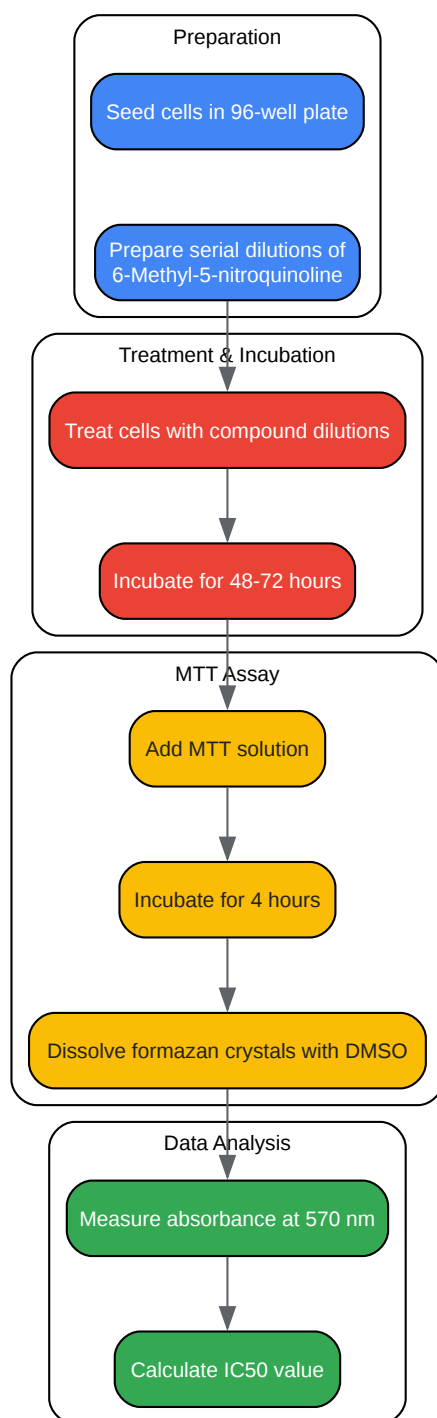 Preparation
Seed cells in 96-well plate
Prepare serial dilutions of
6-Methyl-5-nitroquinoline
Treatment & Incubation
Treat cells with compound dilutions
Incubate for 48-72 hours
MTT Assay
Add MTT solution
Incubate for 4 hours
Dissolve formazan crystals with DMSO
Data Analysis
Measure absorbance at 570 nm
Calculate IC50 value